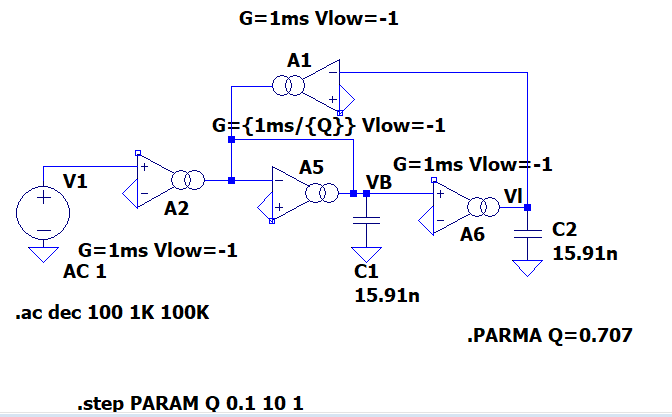 G=1ms Vlow=-1
A1
G={1ms/{Q}} Vlow=-1
A5
G=1ms Vlow=-1
V1
VB
VI
A2
A6
C2
G=1ms Vlow=-1
15.91n
AC 1
C1
15.91n
.ac dec 100 1K 100K
.PARMA Q=0.707
.step PARAM Q 0.1 10 1